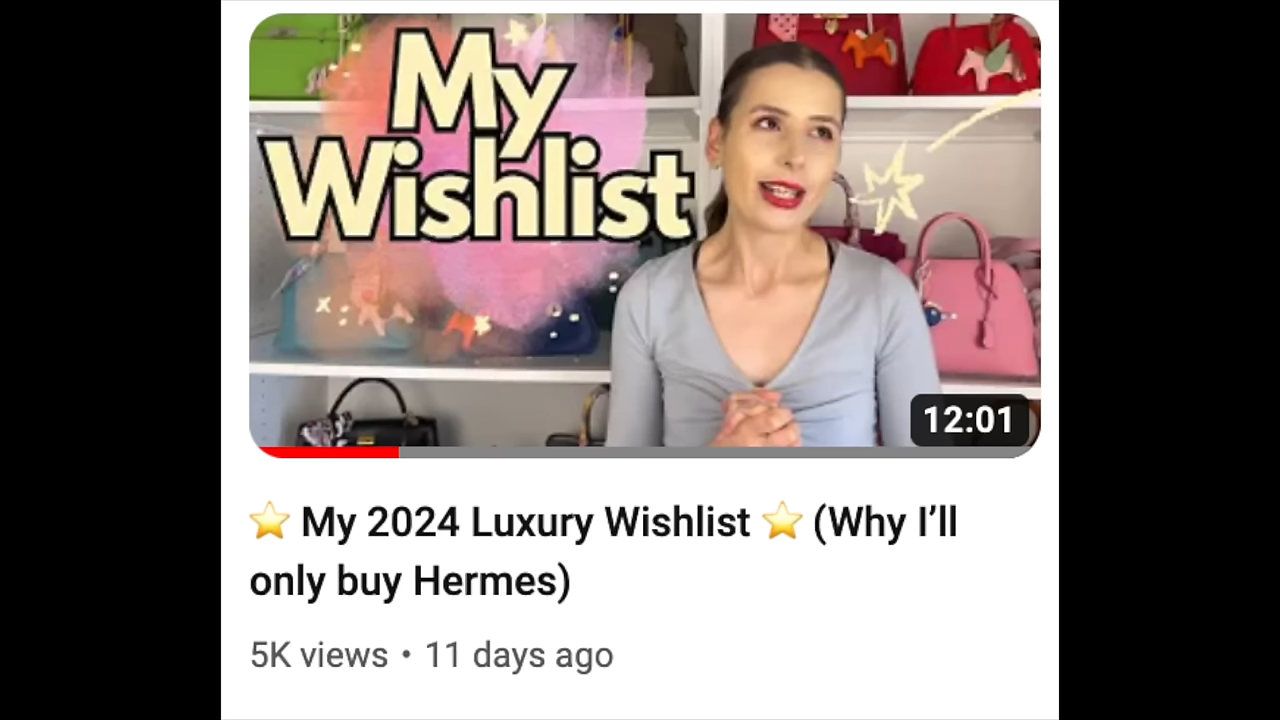 My
Wishlist
12:01
⭐ My 2024 Luxury Wishlist ⭐ (Why I’ll
only buy Hermes)
5K views • 11 days ago